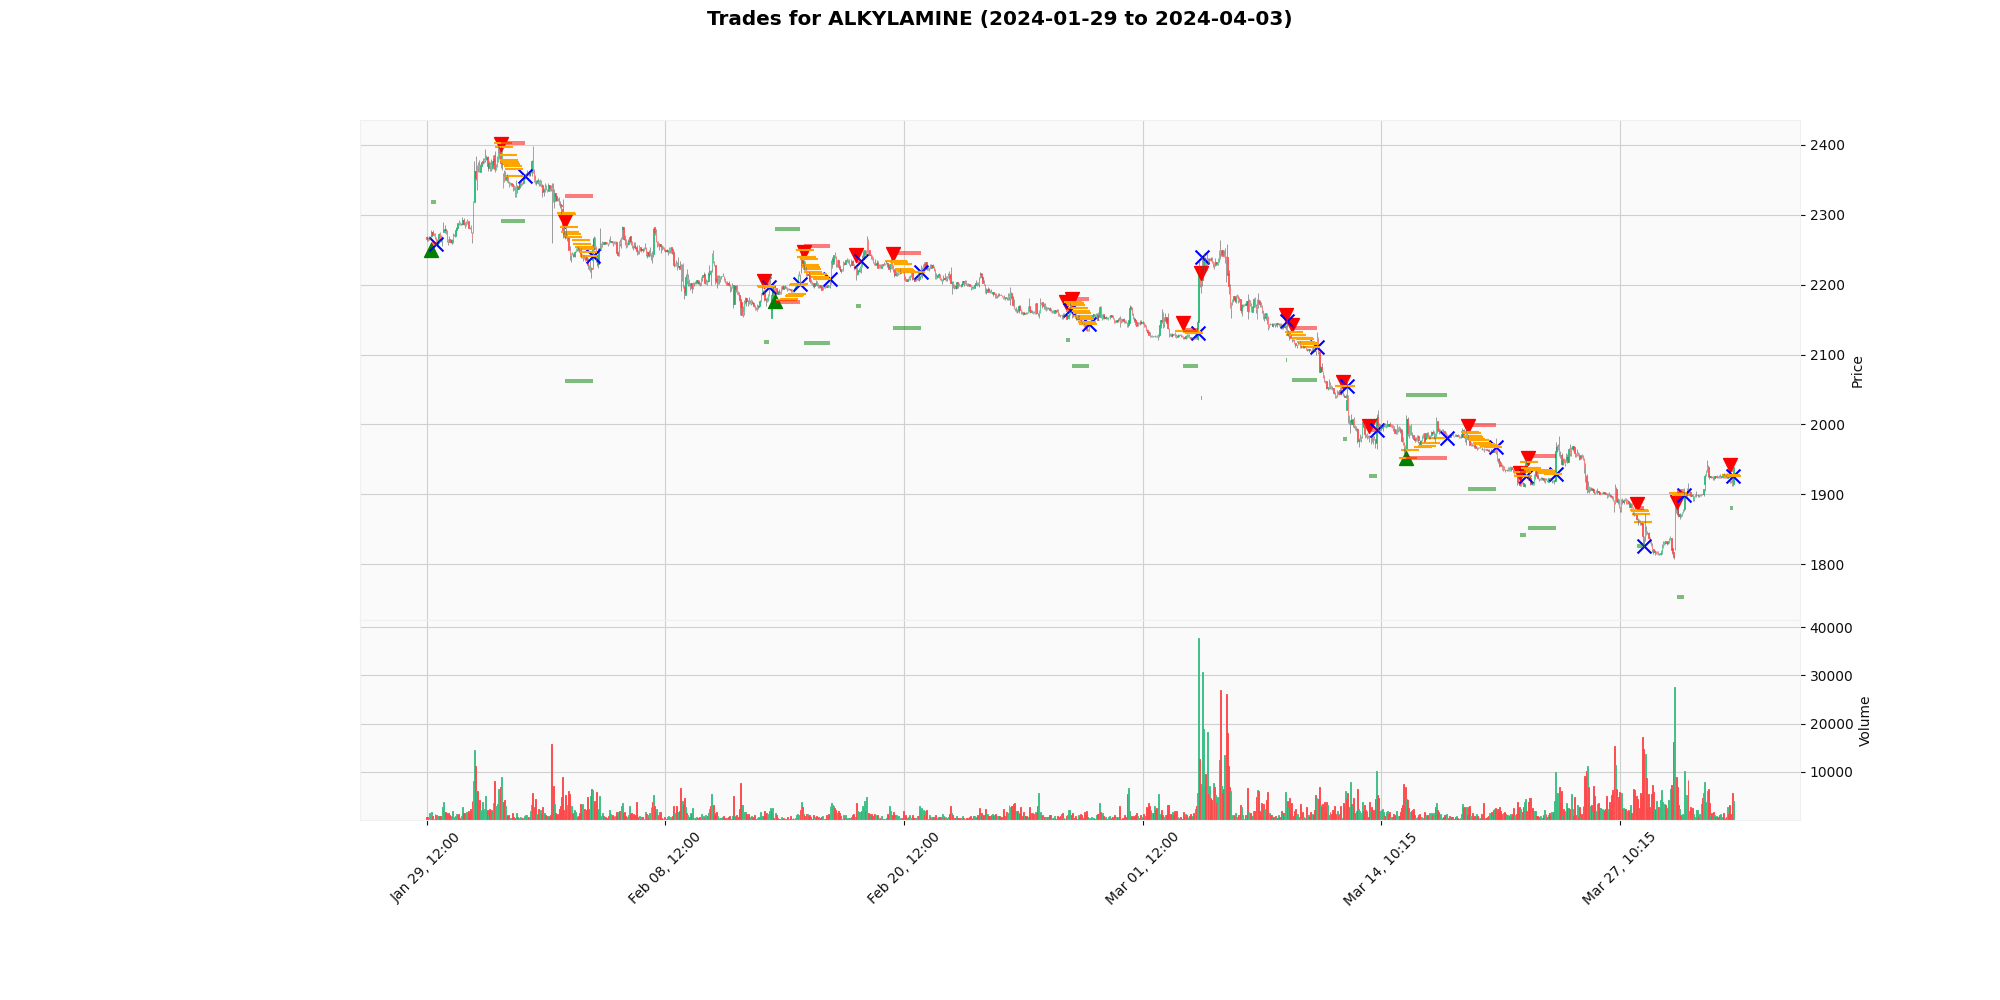 Trades for ALKYLAMINE (2024-01-29 to 2024-04-03)
2400
2300
2200
2100
2000
1900
1800
Price
40000
30000
20000
10000
Volume
Jan 29, 12:00
Feb 08, 12:00
Feb 20, 12:00
Mar 01, 12:00
Mar 14, 10:15
Mar 27, 10:15